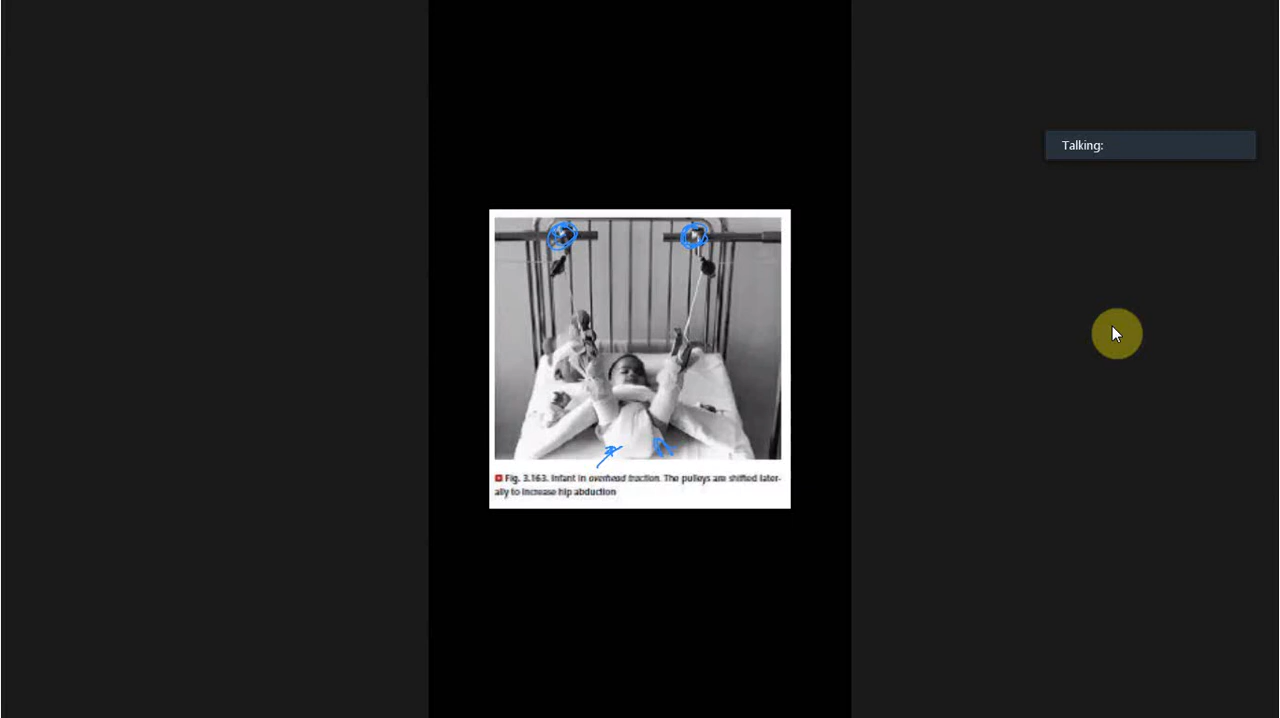 Talking:
Fig. 3.163. Infant in overhead traction. The pulleys are shifted later-
ally to increase hip abduction